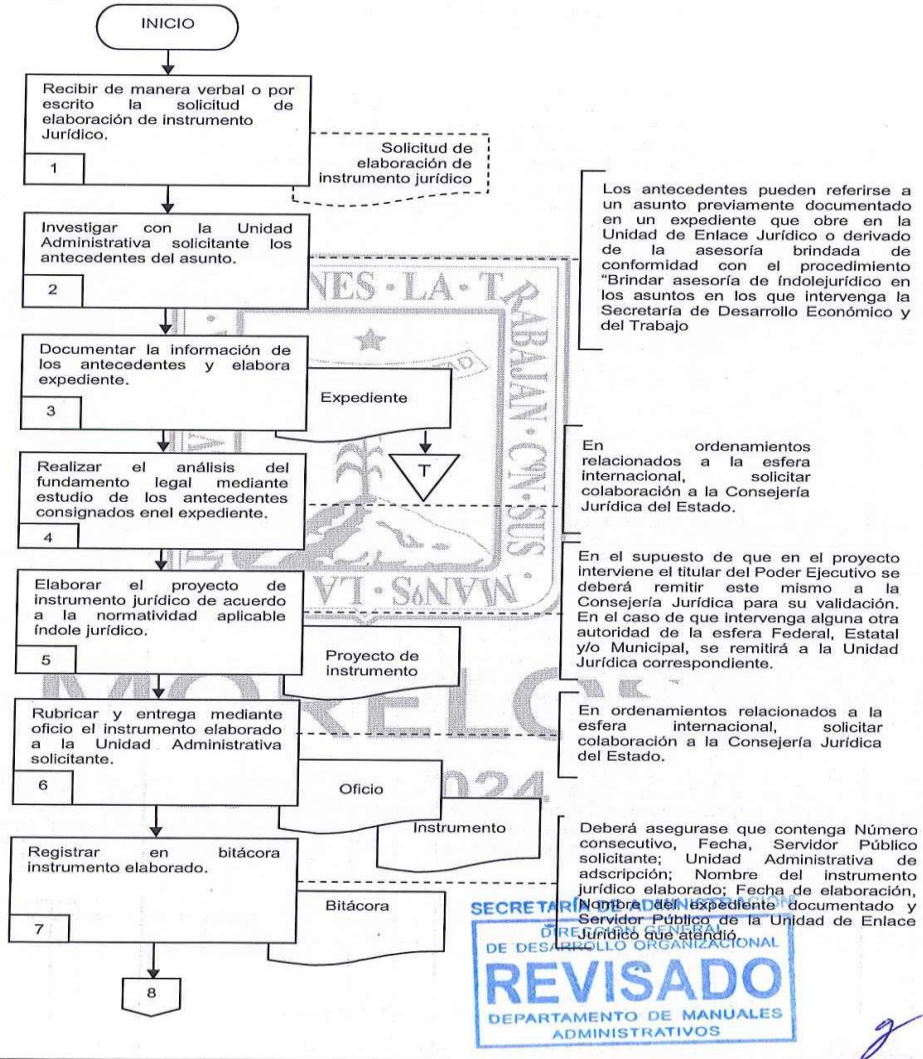 INICIO
Recibir de manera verbal o por
escrito la solicitud de
elaboración de instrumento
Jurídico.
1
Solicitud de
elaboración de
instrumento jurídico
Investigar con la Unidad
Administrativa solicitante los
antecedentes del asunto.
2
Los antecedentes pueden referirse a
un asunto previamente documentado
en un expediente que obre en la
Unidad de Enlace Jurídico o derivado
de la asesoría brindada de
conformidad con el procedimiento
"Brindar asesoría de índolejurídico en
los asuntos en los que intervenga la
Secretaría de Desarrollo Económico y
del Trabajo
Documentar la información de
los antecedentes y elabora
expediente.
3
Expediente
T
Realizar el análisis del
fundamento legal mediante
estudio de los antecedentes
consignados enel expediente.
4
En ordenamientos
relacionados a la esfera
internacional, solicitar
colaboración a la Consejería
Jurídica del Estado.
Elaborar el proyecto de
instrumento jurídico de acuerdo
a la normatividad aplicable
índole jurídico.
5
Proyecto de
instrumento
En el supuesto de que en el proyecto
interviene el titular del Poder Ejecutivo se
deberá remitir este mismo a la
Consejería Jurídica para su validación.
En el caso de que intervenga alguna otra
autoridad de la esfera Federal, Estatal
y/o Municipal, se remitirá a la Unidad
Jurídica correspondiente.
Rubricar y entrega mediante
oficio el instrumento elaborado
a la Unidad Administrativa
solicitante.
6
Oficio
Instrumento
En ordenamientos relacionados a la
esfera internacional, solicitar
colaboración a la Consejería Jurídica
del Estado.
Registrar en bitácora
instrumento elaborado.
7
Bitácora
Deberá asegurase que contenga Número
consecutivo, Fecha, Servidor Público
solicitante; Unidad Administrativa de
adscripción; Nombre del instrumento
jurídico elaborado; Fecha de elaboración,
Nombre del expediente documentado y
Servidor Público de la Unidad de Enlace
Jurídico que atendió.
8
NES · LA · T
RABAJAN · CON · SUS
MANOS
SECRETARÍA DE ADMINISTRACIÓN
DIRECCIÓN GENERAL
DE DESARROLLO ORGANIZACIONAL
REVISADO
DEPARTAMENTO DE MANUALES
ADMINISTRATIVOS